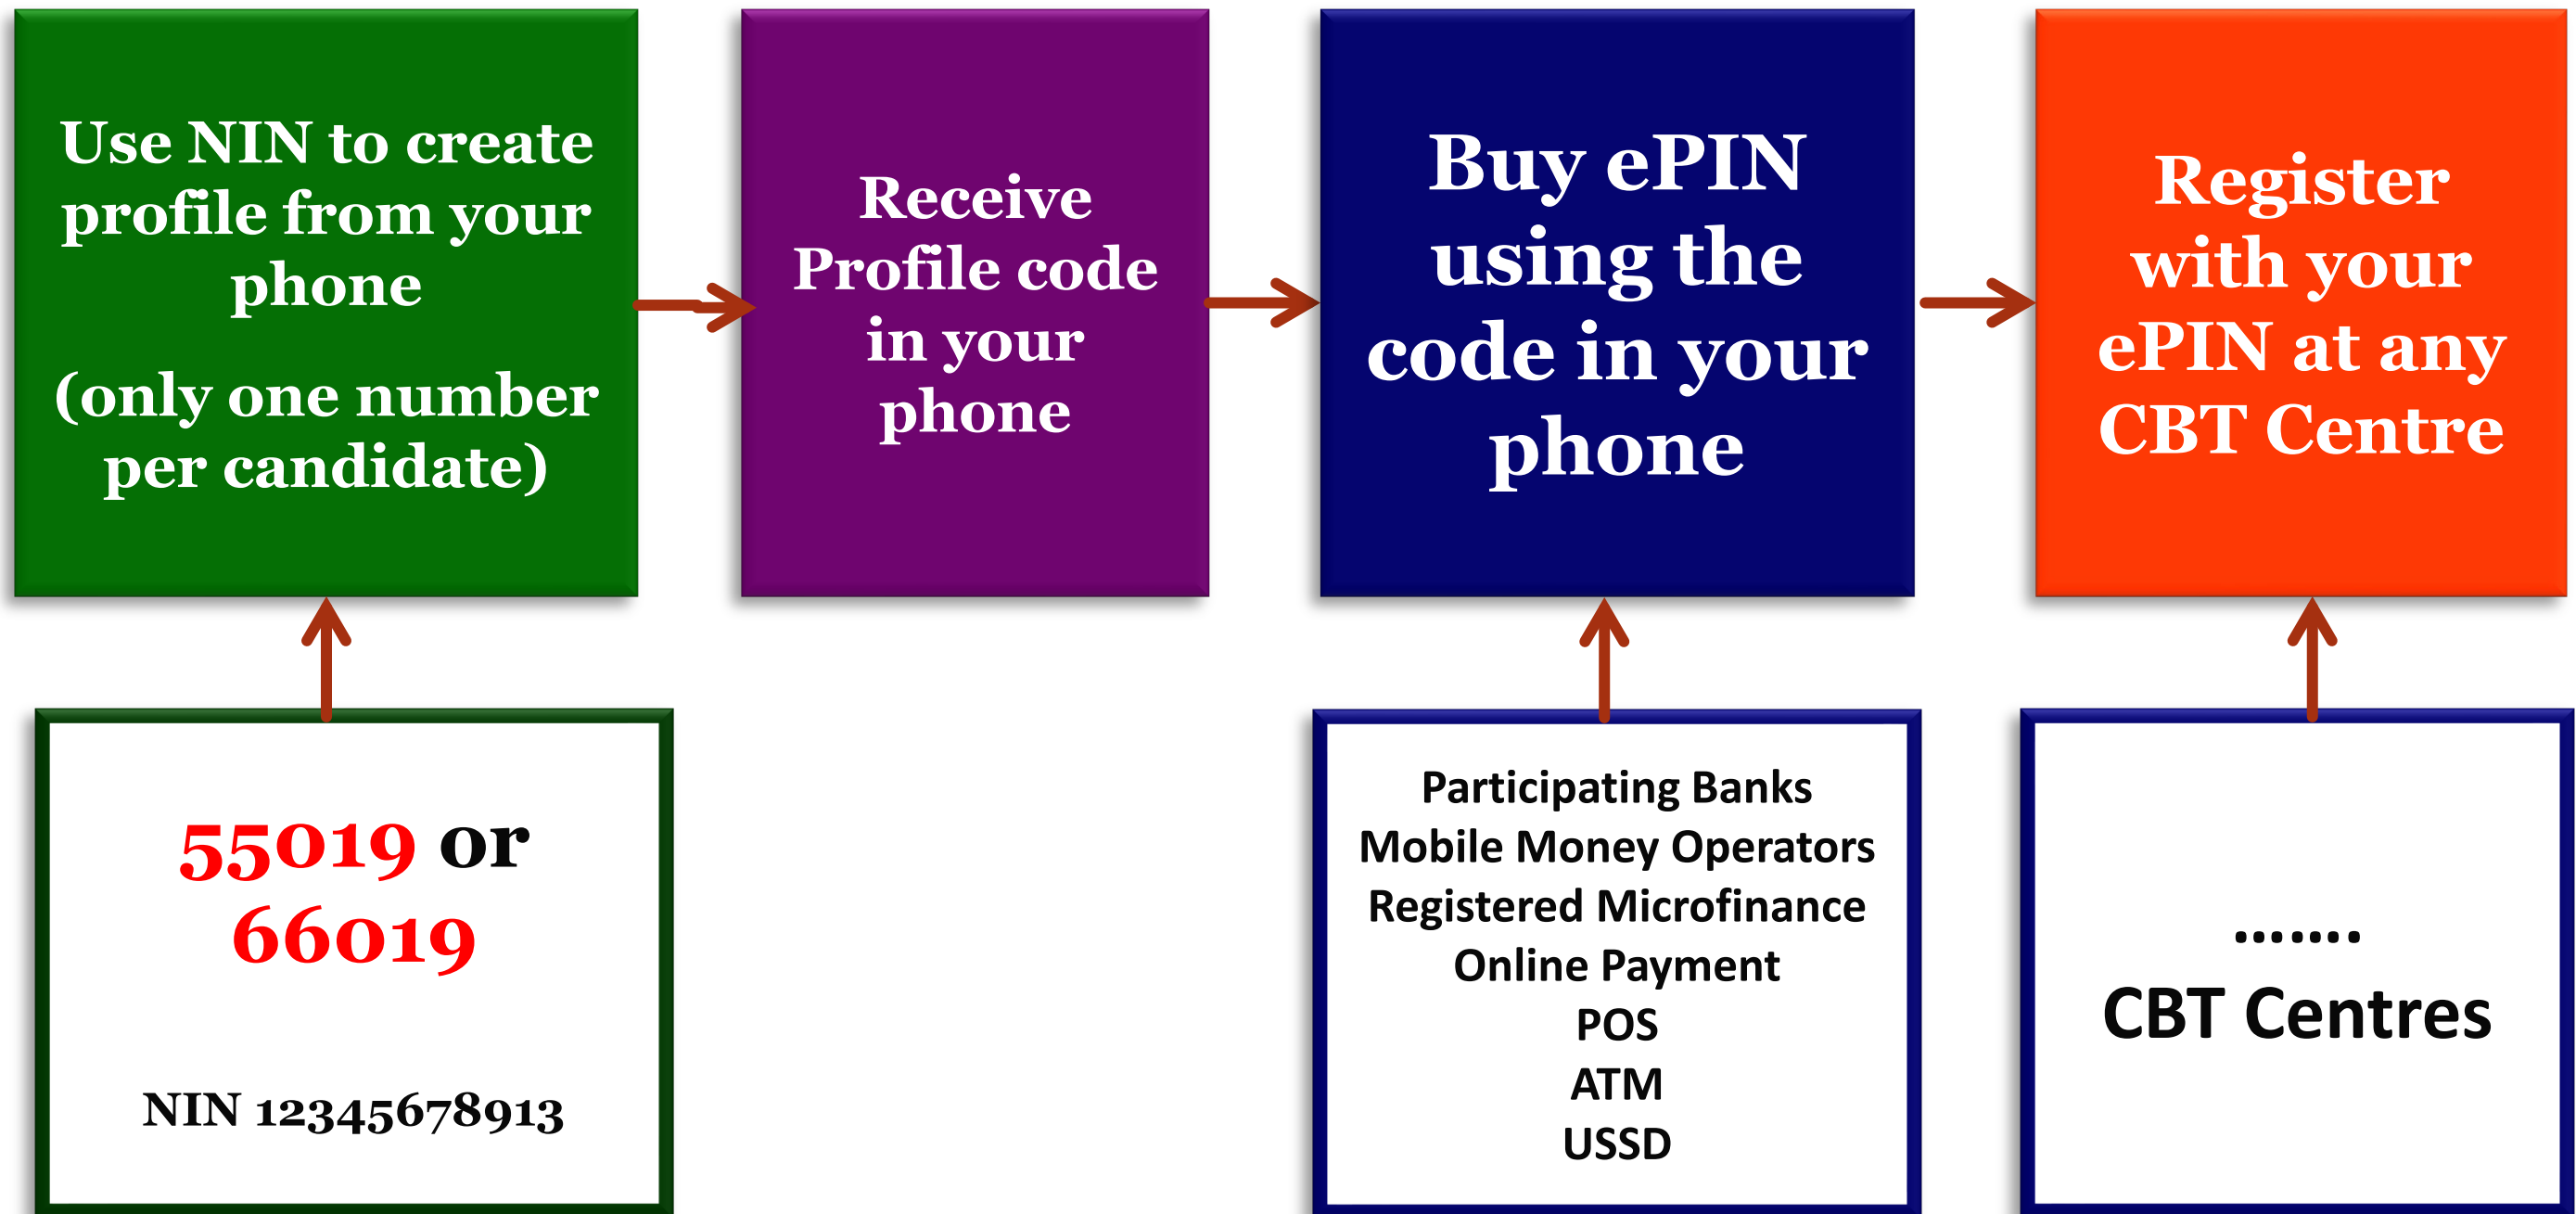 Use NIN to create
profile from your
phone
(only one number
per candidate)
Receive
Profile code
in your
phone
Buy ePIN
using the
code in your
phone
Register
with your
ePIN at any
CBT Centre
55019 or
66019
NIN 12345678913
Participating Banks
Mobile Money Operators
Registered Microfinance
Online Payment
POS
ATM
USSD
.......
CBT Centres